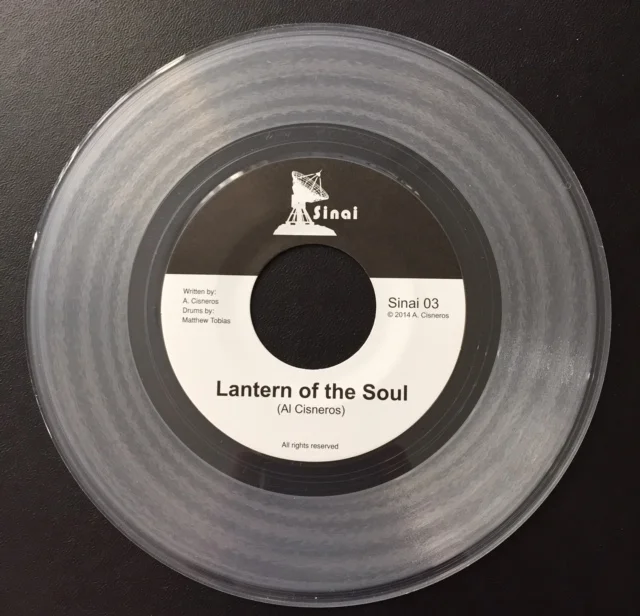 Sinai
Written by:
A. Cisneros
Drums by:
Matthew Tobias
Sinai 03
© 2014 A. Cisneros
Lantern of the Soul
(Al Cisneros)
All rights reserved